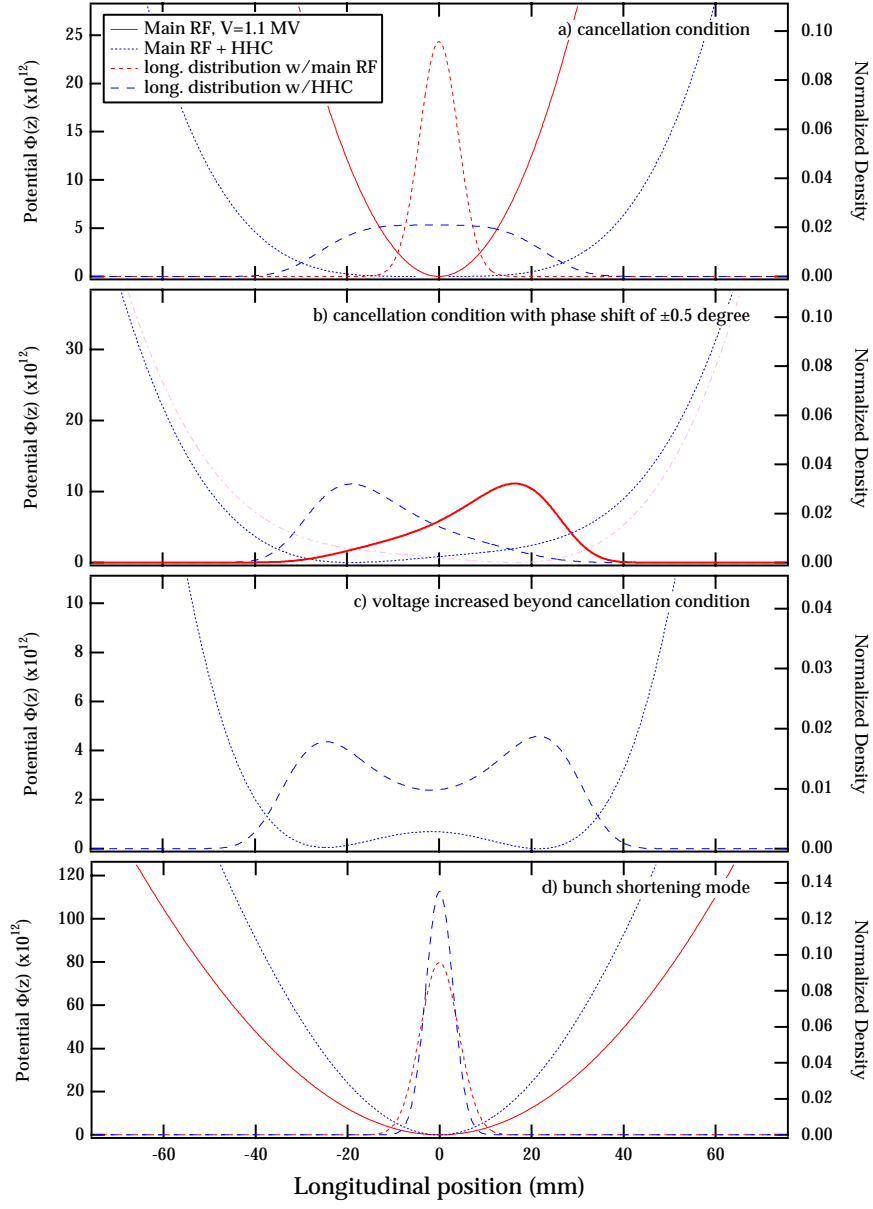 Main RF, V=1.1 MV
Main RF + HHC
long. distribution w/main RF
long. distribution w/HHC
a) cancellation condition
Potential Φ(z) (x10¹²)
25
20
15
10
5
0
Normalized Density
0.10
0.08
0.06
0.04
0.02
0.00
b) cancellation condition with phase shift of ±0.5 degree
Potential Φ(z) (x10¹²)
30
20
10
0
Normalized Density
0.10
0.08
0.06
0.04
0.02
0.00
c) voltage increased beyond cancellation condition
Potential Φ(z) (x10¹²)
10
8
6
4
2
0
Normalized Density
0.04
0.03
0.02
0.01
0.00
d) bunch shortening mode
Potential Φ(z) (x10¹²)
120
100
80
60
40
20
0
Normalized Density
0.14
0.12
0.10
0.08
0.06
0.04
0.02
0.00
-60 -40 -20 0 20 40 60
Longitudinal position (mm)